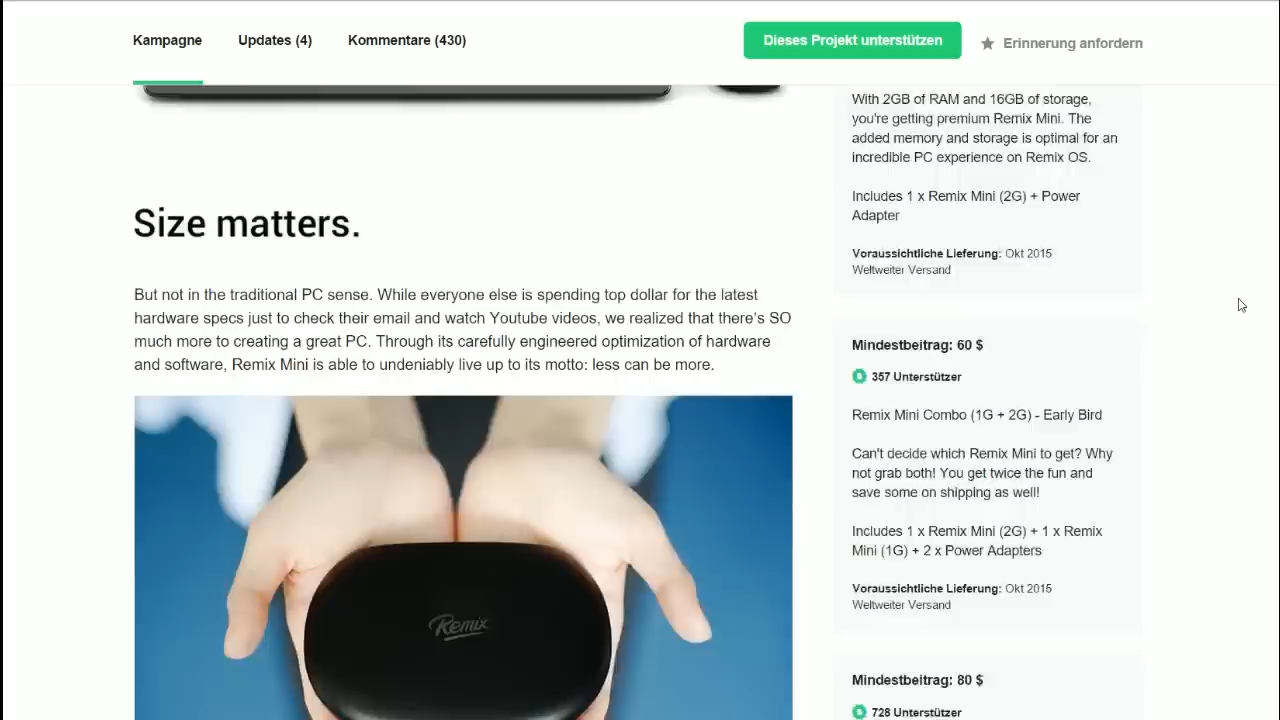 Kampagne
Updates (4)
Kommentare (430)
Dieses Projekt unterstützen
Erinnerung anfordern
Size matters.
But not in the traditional PC sense. While everyone else is spending top dollar for the latest
hardware specs just to check their email and watch Youtube videos, we realized that there's SO
much more to creating a great PC. Through its carefully engineered optimization of hardware
and software, Remix Mini is able to undeniably live up to its motto: less can be more.
Remix
With 2GB of RAM and 16GB of storage,
you're getting premium Remix Mini. The
added memory and storage is optimal for an
incredible PC experience on Remix OS.
Includes 1 x Remix Mini (2G) + Power
Adapter
Voraussichtliche Lieferung: Okt 2015
Weltweiter Versand
Mindestbeitrag: 60 $
357 Unterstützer
Remix Mini Combo (1G + 2G) - Early Bird
Can't decide which Remix Mini to get? Why
not grab both! You get twice the fun and
save some on shipping as well!
Includes 1 x Remix Mini (2G) + 1 x Remix
Mini (1G) + 2 x Power Adapters
Voraussichtliche Lieferung: Okt 2015
Weltweiter Versand
Mindestbeitrag: 80 $
728 Unterstützer